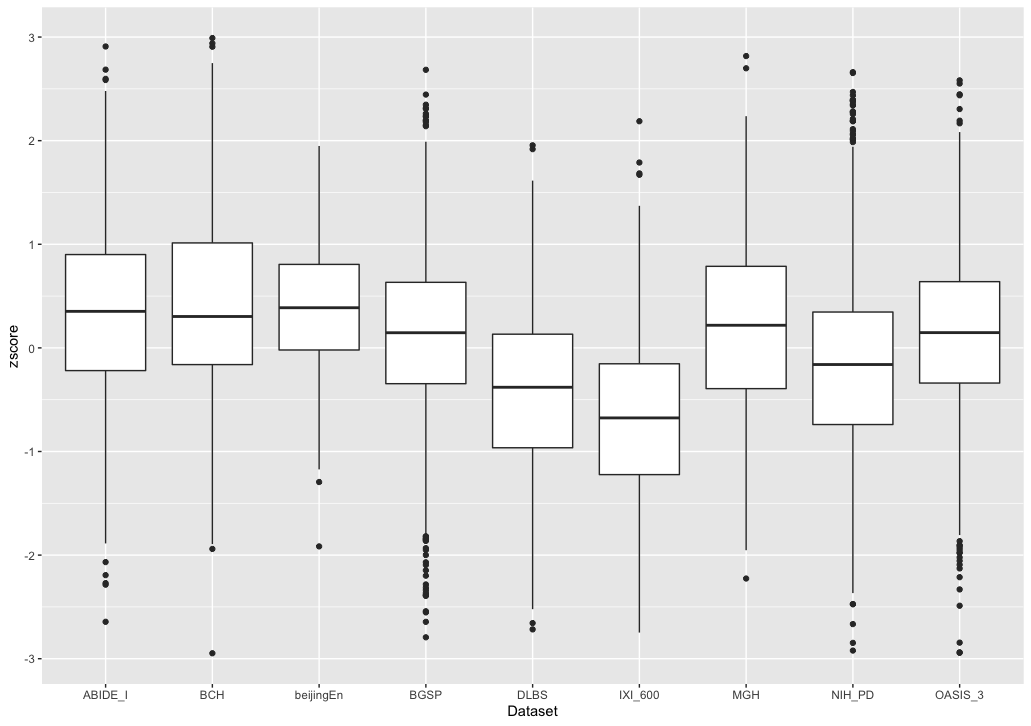 zscore
3
2
1
0
-1
-2
-3
ABIDE_I BCH beijingEn BGSP DLBS IXI_600 MGH NIH_PD OASIS_3
Dataset